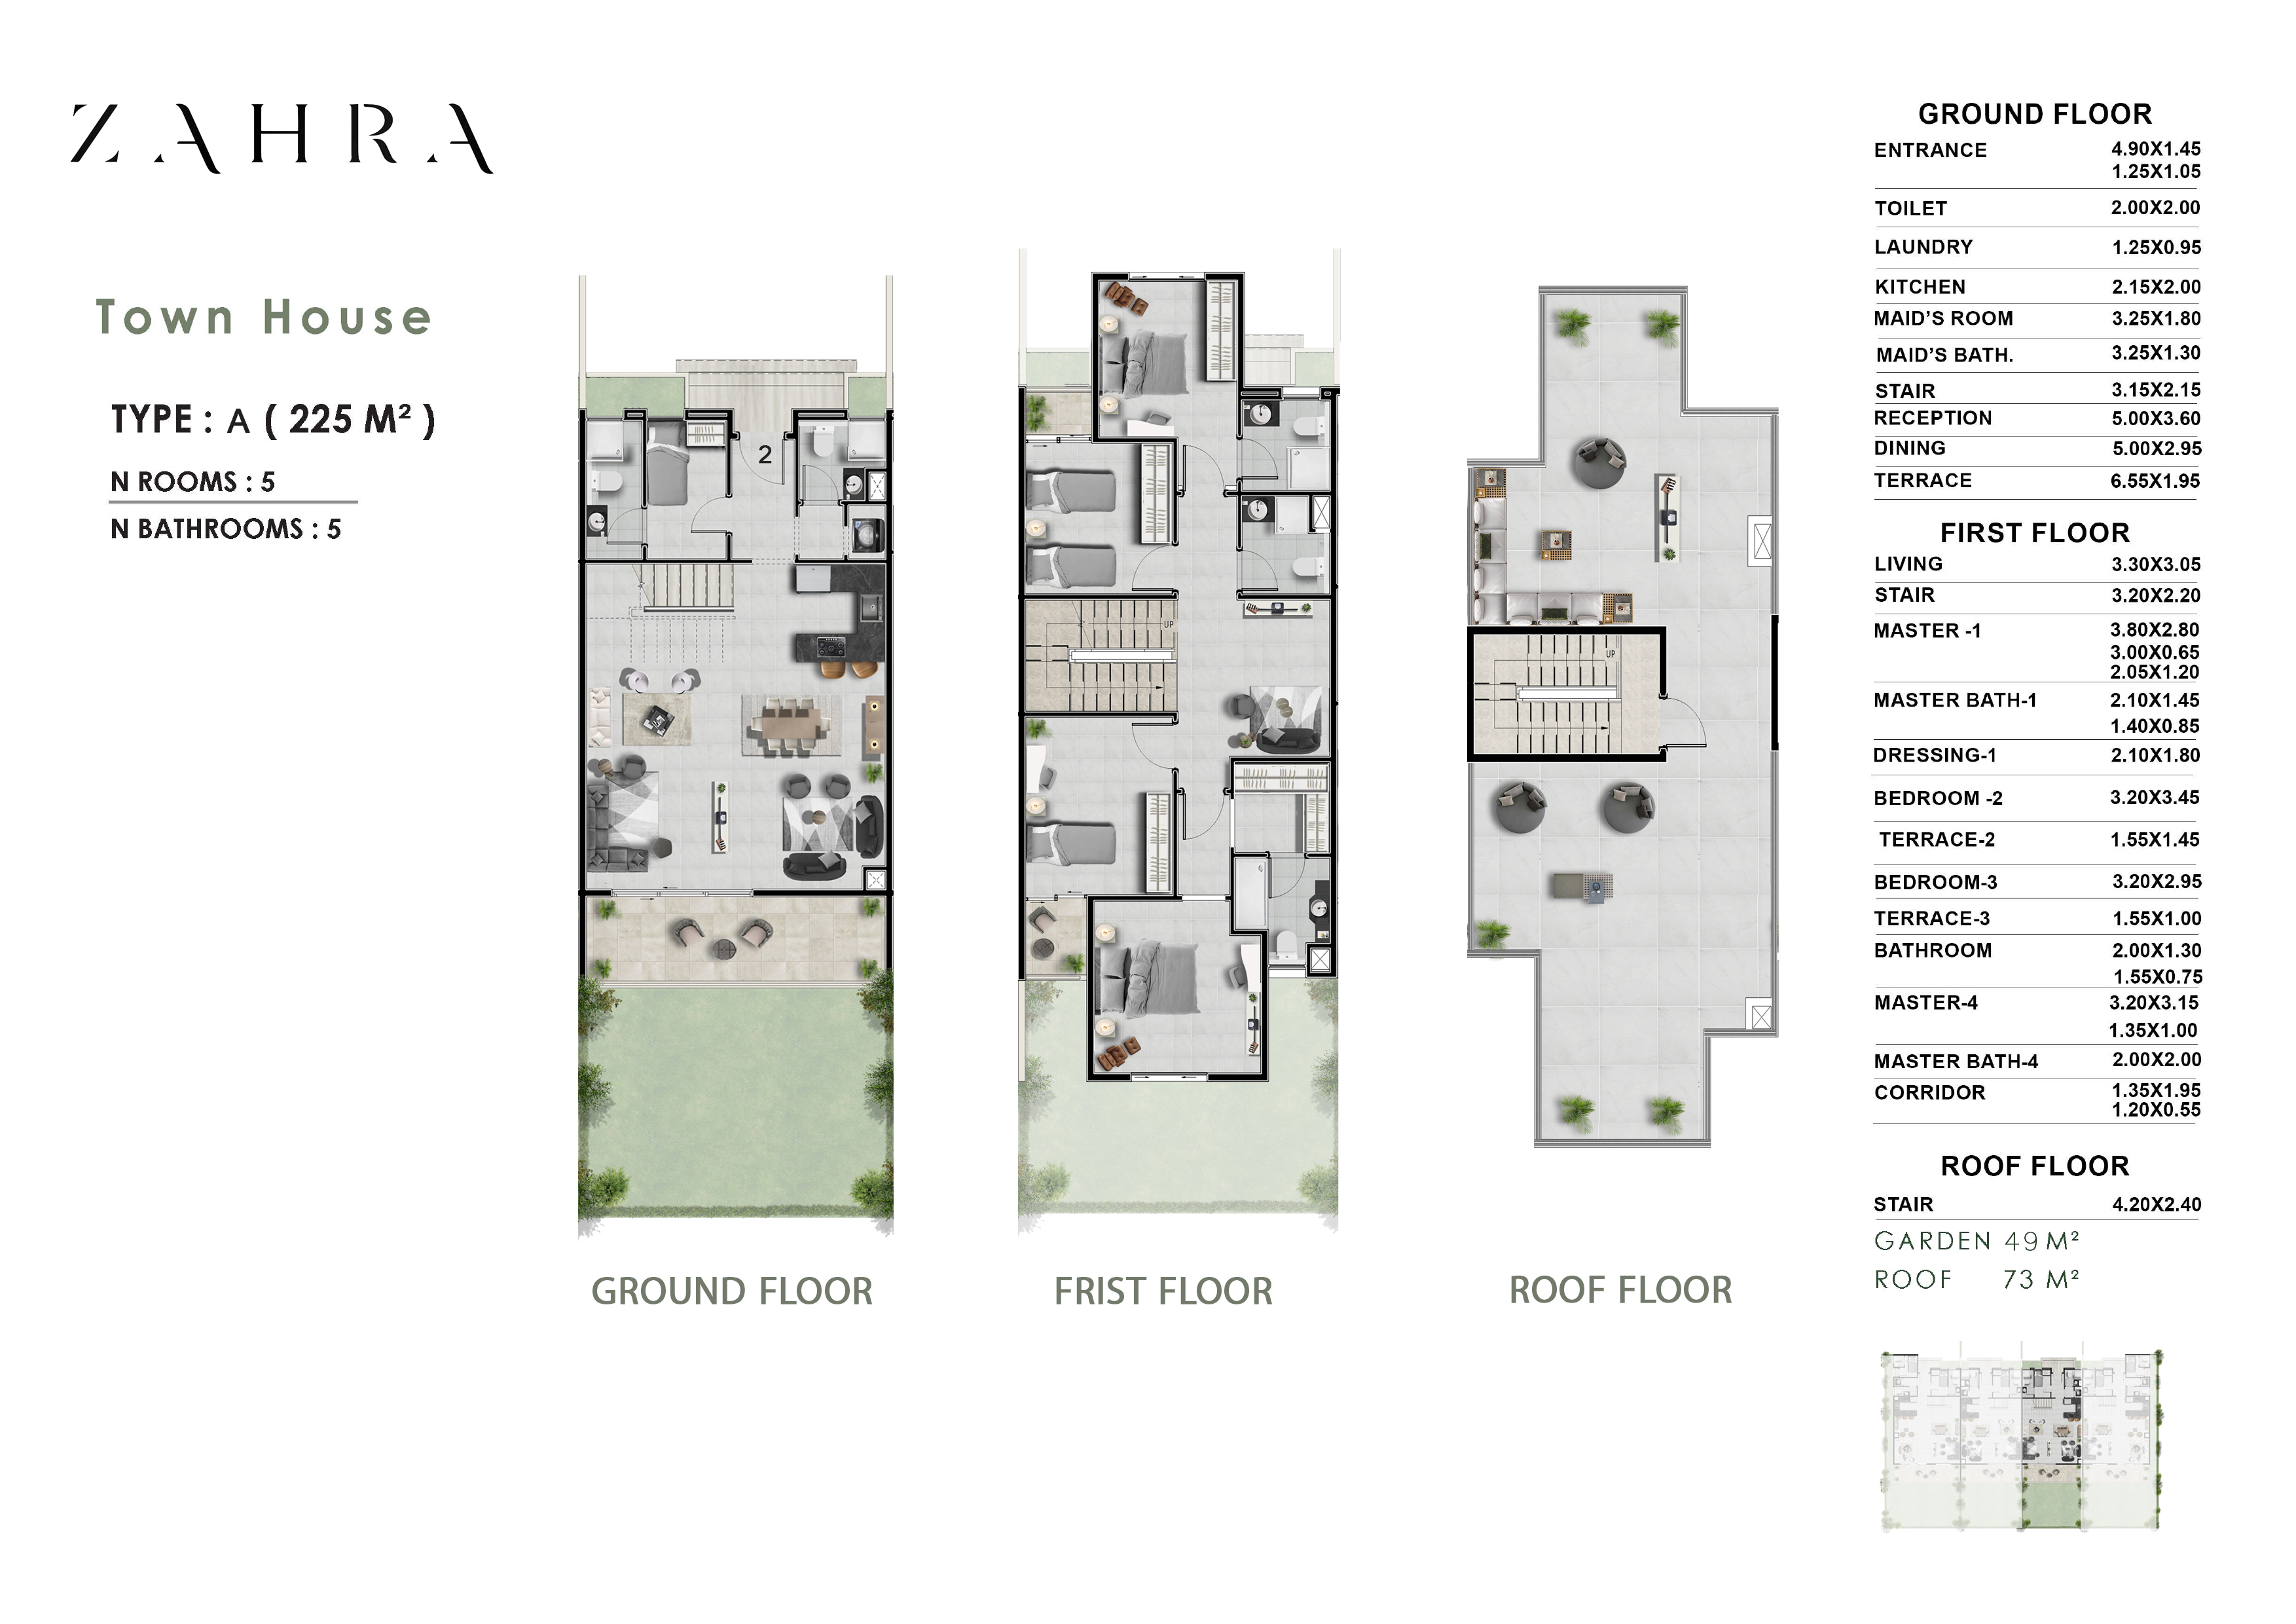 ZAHRA
Town House
TYPE : A ( 225 M² )
N ROOMS : 5
N BATHROOMS : 5
2
GROUND FLOOR
UP
FRIST FLOOR
UP
ROOF FLOOR
GROUND FLOOR
ENTRANCE 4.90X1.45
1.25X1.05
TOILET 2.00X2.00
LAUNDRY 1.25X0.95
KITCHEN 2.15X2.00
MAID’S ROOM 3.25X1.80
MAID’S BATH. 3.25X1.30
STAIR 3.15X2.15
RECEPTION 5.00X3.60
DINING 5.00X2.95
TERRACE 6.55X1.95
FIRST FLOOR
LIVING 3.30X3.05
STAIR 3.20X2.20
MASTER -1 3.80X2.80
3.00X0.65
2.05X1.20
MASTER BATH-1 2.10X1.45
1.40X0.85
DRESSING-1 2.10X1.80
BEDROOM -2 3.20X3.45
TERRACE-2 1.55X1.45
BEDROOM-3 3.20X2.95
TERRACE-3 1.55X1.00
BATHROOM 2.00X1.30
1.55X0.75
MASTER-4 3.20X3.15
1.35X1.00
MASTER BATH-4 2.00X2.00
CORRIDOR 1.35X1.95
1.20X0.55
ROOF FLOOR
STAIR 4.20X2.40
GARDEN 49 M²
ROOF 73 M²